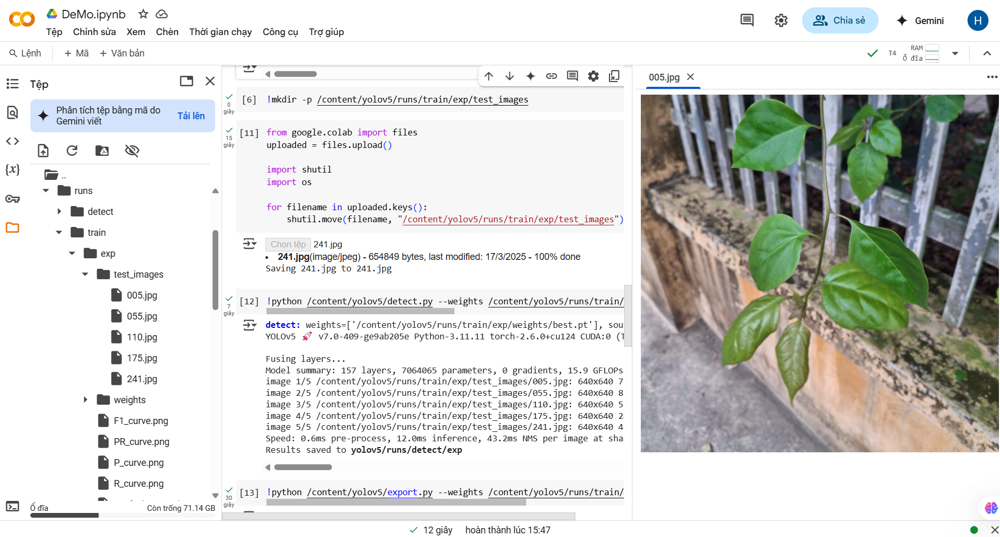 DeMo.ipynb
Tệp Chỉnh sửa Xem Chèn Thời gian chạy Công cụ Trợ giúp
Chia sẻ
Gemini
H
Lệnh
+ Mã + Văn bản
T4
RAM
Ổ đĩa
Tệp
Phân tích tệp bằng mã do
Gemini viết
Tải lên
..
runs
detect
train
exp
test_images
005.jpg
055.jpg
110.jpg
175.jpg
241.jpg
weights
F1_curve.png
PR_curve.png
P_curve.png
R_curve.png
Ổ đĩa
Còn trống 71.14 GB
0
giây
[6] !mkdir -p /content/yolov5/runs/train/exp/test_images
15
giây
[11] from google.colab import files
uploaded = files.upload()
import shutil
import os
for filename in uploaded.keys():
shutil.move(filename, "/content/yolov5/runs/train/exp/test_images")
Chọn tệp 241.jpg
• 241.jpg(image/jpeg) - 654849 bytes, last modified: 17/3/2025 - 100% done
Saving 241.jpg to 241.jpg
7
giây
[12] !python /content/yolov5/detect.py --weights /content/yolov5/runs/train/
detect: weights=['/content/yolov5/runs/train/exp/weights/best.pt'], sou
YOLOv5 🚀 v7.0-409-ge9ab205e Python-3.11.11 torch-2.6.0+cu124 CUDA:0 (T
Fusing layers...
Model summary: 157 layers, 7064065 parameters, 0 gradients, 15.9 GFLOPs
image 1/5 /content/yolov5/runs/train/exp/test_images/005.jpg: 640x640 7
image 2/5 /content/yolov5/runs/train/exp/test_images/055.jpg: 640x640 8
image 3/5 /content/yolov5/runs/train/exp/test_images/110.jpg: 640x640 5
image 4/5 /content/yolov5/runs/train/exp/test_images/175.jpg: 640x640 28
image 5/5 /content/yolov5/runs/train/exp/test_images/241.jpg: 640x640 4
Speed: 0.6ms pre-process, 12.0ms inference, 43.2ms NMS per image at sha
Results saved to yolov5/runs/detect/exp
30
giây
[13] !python /content/yolov5/export.py --weights /content/yolov5/runs/train/
005.jpg
12 giây hoàn thành lúc 15:47